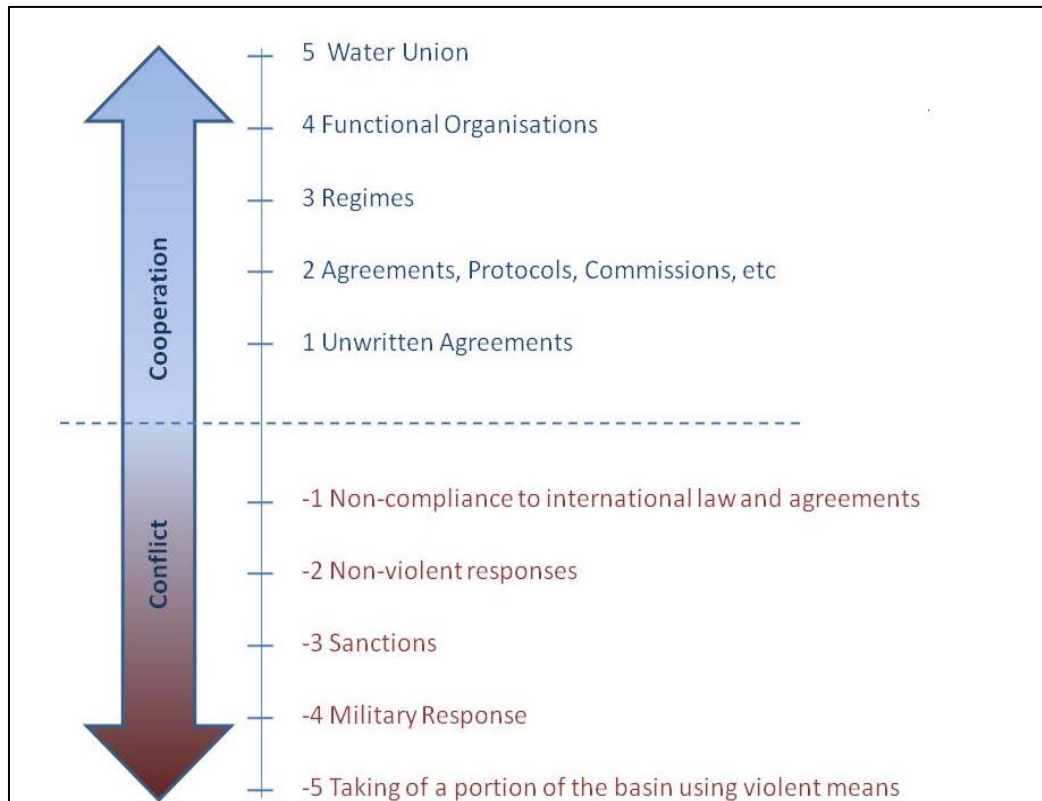 5 Water Union
4 Functional Organisations
3 Regimes
2 Agreements, Protocols, Commissions, etc
1 Unwritten Agreements
Cooperation
-1 Non-compliance to international law and agreements
-2 Non-violent responses
-3 Sanctions
-4 Military Response
-5 Taking of a portion of the basin using violent means
Conflict